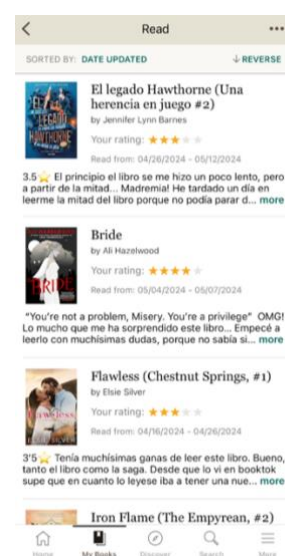 Read
SORTED BY: DATE UPDATED
REVERSE
EL LEGADO HAWTHORNE
El legado Hawthorne (Una
herencia en juego #2)
by Jennifer Lynn Barnes
Your rating:
Read from: 04/26/2024 - 05/12/2024
3.5⭐ El principio el libro se me hizo un poco lento, pero
a partir de la mitad... Madremia! He tardado un día en
leerme la mitad del libro porque no podía parar d... more
BRIDE
Bride
by Ali Hazelwood
Your rating:
Read from: 05/04/2024 - 05/07/2024
"You're not a problem, Misery. You're a privilege" OMG!
Lo mucho que me ha sorprendido este libro... Empecé a
leerlo con muchísimas dudas, porque no sabía si... more
Flawless
Flawless (Chestnut Springs, #1)
by Elsie Silver
Your rating:
Read from: 04/16/2024 - 04/26/2024
3'5⭐ Tenía muchísimas ganas de leer este libro. Bueno,
tanto el libro como la saga. Desde que lo vi en booktok
supe que en cuanto lo leyese iba a tener una nue... more
Iron Flame (The Empyrean, #2)
Home
My Books
Discover
Search
More